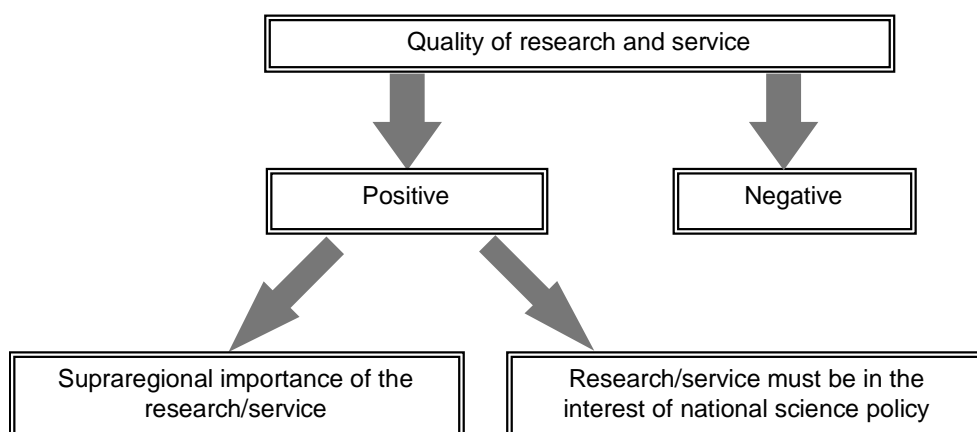 Quality of research and service
Positive
Negative
Supraregional importance of the
research/service
Research/service must be in the
interest of national science policy